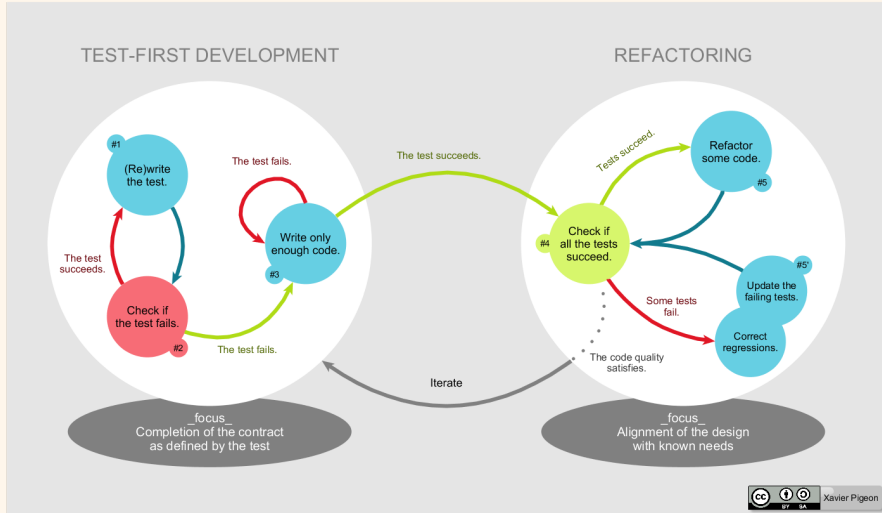 TEST-FIRST DEVELOPMENT
REFACTORING
#1
(Re)write
the test.
The test
succeeds.
Check if
the test fails.
#2
The test fails.
The test fails.
Write only
enough code.
#3
The test succeeds.
Tests succeed.
Refactor
some code.
#5
#4
Check if
all the tests
succeed.
#5'
Update the
failing tests.
Some tests
fail.
Correct
regressions.
The code quality
satisfies.
Iterate
_focus_
Completion of the contract
as defined by the test
_focus_
Alignment of the design
with known needs
cc
BY SA
Xavier Pigeon